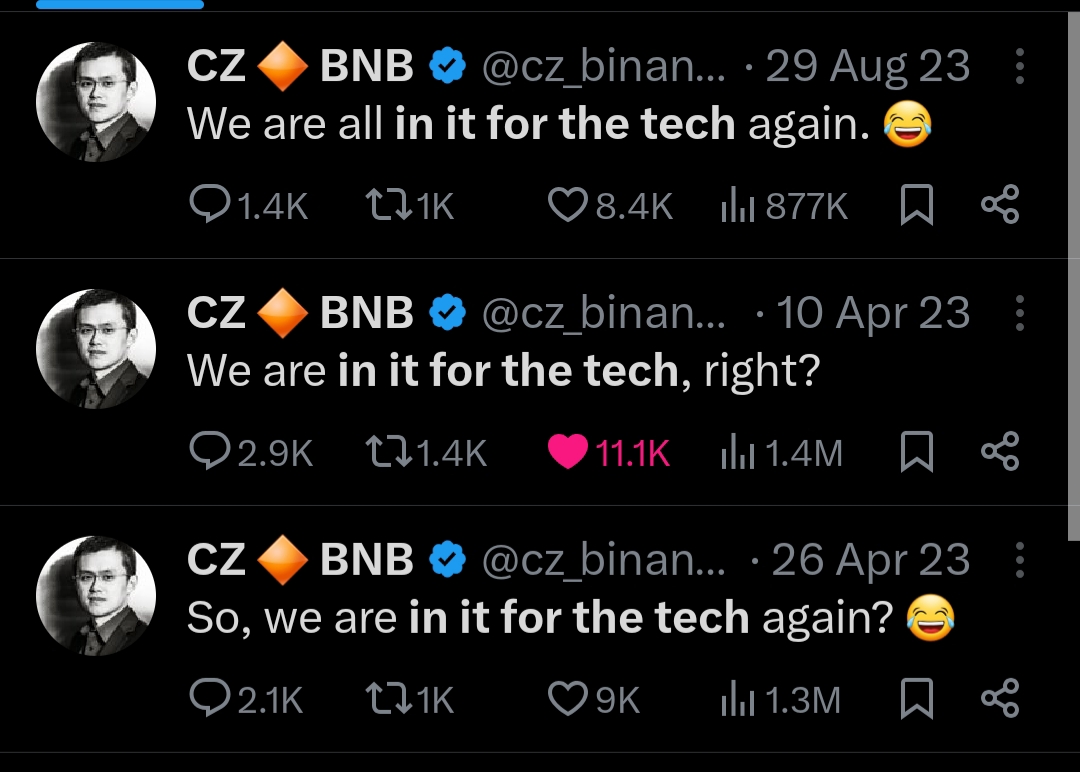 CZ 🔶 BNB @cz_binan... · 29 Aug 23
We are all in it for the tech again. 😂
1.4K 1K 8.4K 877K
CZ 🔶 BNB @cz_binan... · 10 Apr 23
We are in it for the tech, right?
2.9K 1.4K 11.1K 1.4M
CZ 🔶 BNB @cz_binan... · 26 Apr 23
So, we are in it for the tech again? 😂
2.1K 1K 9K 1.3M